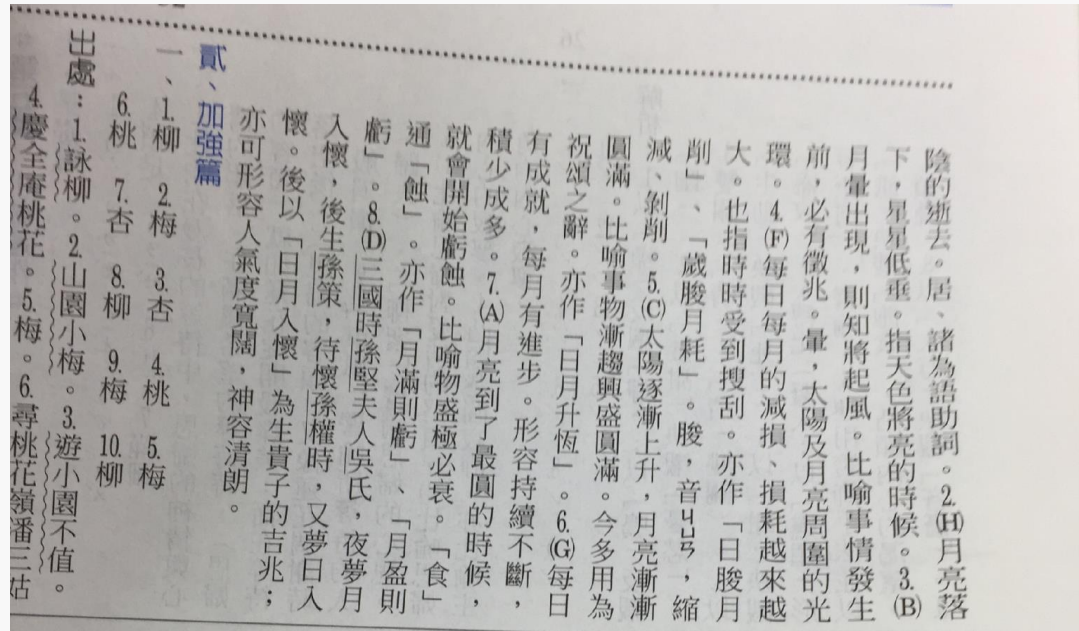 陰的逝去。居、諸為語助詞。2.(H)月亮落
下，星星低垂。指天色將亮的時候。3.(B)
月暈出現，則知將起風。比喻事情發生
前，必有徵兆。暈，太陽及月亮周圍的光
環。4.(F)每日每月的減損、損耗越來越
大。也指時時受到搜刮。亦作「日朘月
削」、「歲朘月耗」。朘，音ㄐㄩㄢ，縮
減、剝削。5.(C)太陽逐漸上升，月亮漸漸
圓滿。比喻事物漸趨興盛圓滿。今多用為
祝頌之辭。亦作「日月升恆」。6.(G)每日
有成就，每月有進步。形容持續不斷，
積少成多。7.(A)月亮到了最圓的時候，
就會開始虧蝕。比喻物盛極必衰。「食」
通「蝕」。亦作「月滿則虧」、「月盈則
虧」。8.(D)三國時孫堅夫人吳氏，夜夢月
入懷，後生孫策，待懷孫權時，又夢日入
懷。後以「日月入懷」為生貴子的吉兆；
亦可形容人氣度寬闊，神容清朗。
貳、加強篇
一、1.柳 2.梅 3.杏 4.桃 5.梅
6.桃 7.杏 8.柳 9.梅 10.柳
出處：1.詠柳。2.山園小梅。3.遊小園不值。
4.慶全庵桃花。5.梅。6.尋桃花嶺潘三姑